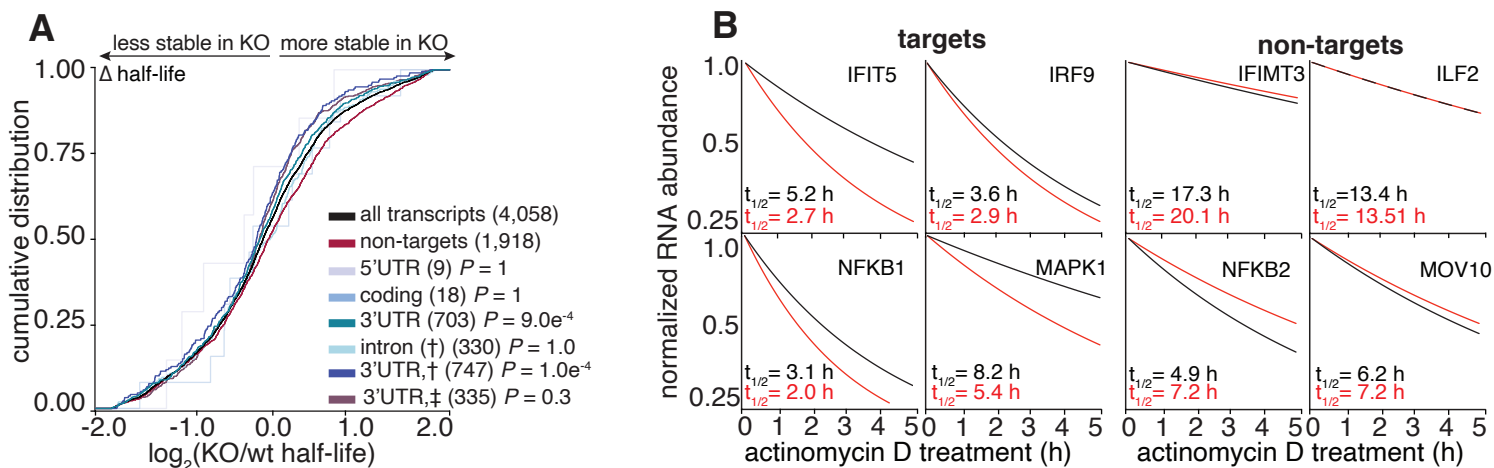 A
less stable in KO
more stable in KO
Δ half-life
cumulative distribution
1.00
0.75
0.50
0.25
0.00
all transcripts (4,058)
non-targets (1,918)
5'UTR (9) P = 1
coding (18) P = 1
3'UTR (703) P = 9.0e-4
intron (†) (330) P = 1.0
3'UTR,† (747) P = 1.0e-4
3'UTR,‡ (335) P = 0.3
-2.0 -1.0 0.0 1.0 2.0
log2(KO/wt half-life)
B
targets
non-targets
normalized RNA abundance
1.0
0.5
0.25
IFIT5
t1/2= 5.2 h
t1/2= 2.7 h
IRF9
t1/2= 3.6 h
t1/2= 2.9 h
IFIMT3
t1/2= 17.3 h
t1/2= 20.1 h
ILF2
t1/2=13.4 h
t1/2= 13.51 h
1.0
0.5
0.25
NFKB1
t1/2= 3.1 h
t1/2= 2.0 h
MAPK1
t1/2= 8.2 h
t1/2= 5.4 h
NFKB2
t1/2= 4.9 h
t1/2= 7.2 h
MOV10
t1/2= 6.2 h
t1/2= 7.2 h
0 1 2 3 4 5 0 1 2 3 4 5
0 1 2 3 4 5 0 1 2 3 4 5
actinomycin D treatment (h)
actinomycin D treatment (h)